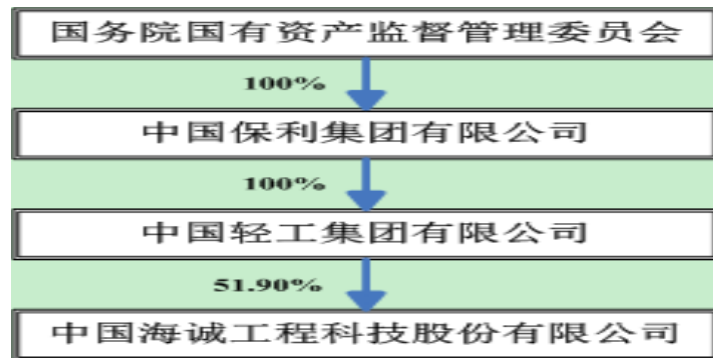 国务院国有资产监督管理委员会
100%
中国保利集团有限公司
100%
中国轻工集团有限公司
51.90%
中国海诚工程科技股份有限公司